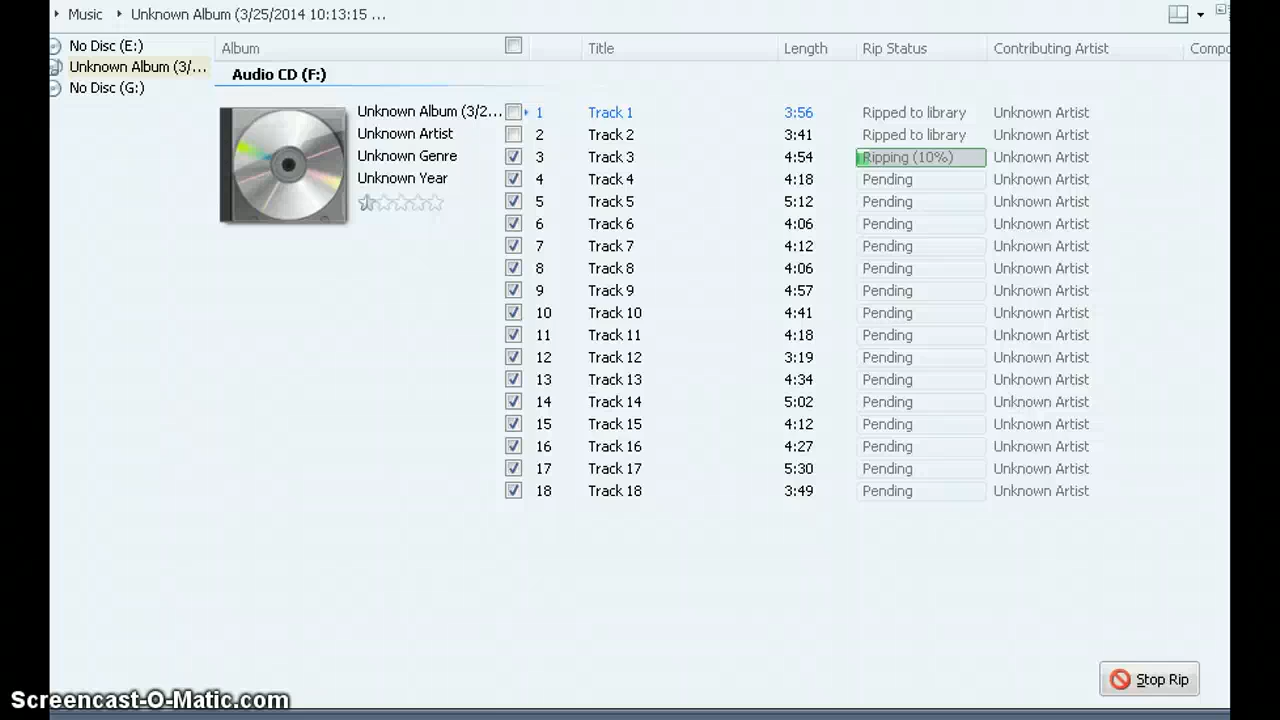 Music Unknown Album (3/25/2014 10:13:15 ...
No Disc (E:)
Unknown Album (3/...
No Disc (G:)
Album Title Length Rip Status Contributing Artist Compo
Audio CD (F:)
Unknown Album (3/2...
Unknown Artist
Unknown Genre
Unknown Year
1 Track 1 3:56 Ripped to library Unknown Artist
2 Track 2 3:41 Ripped to library Unknown Artist
3 Track 3 4:54 Ripping (10%) Unknown Artist
4 Track 4 4:18 Pending Unknown Artist
5 Track 5 5:12 Pending Unknown Artist
6 Track 6 4:06 Pending Unknown Artist
7 Track 7 4:12 Pending Unknown Artist
8 Track 8 4:06 Pending Unknown Artist
9 Track 9 4:57 Pending Unknown Artist
10 Track 10 4:41 Pending Unknown Artist
11 Track 11 4:18 Pending Unknown Artist
12 Track 12 3:19 Pending Unknown Artist
13 Track 13 4:34 Pending Unknown Artist
14 Track 14 5:02 Pending Unknown Artist
15 Track 15 4:12 Pending Unknown Artist
16 Track 16 4:27 Pending Unknown Artist
17 Track 17 5:30 Pending Unknown Artist
18 Track 18 3:49 Pending Unknown Artist
Stop Rip
Screencast-O-Matic.com